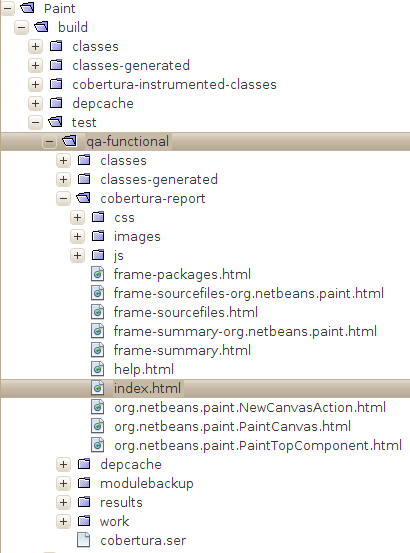 Paint
build
classes
classes-generated
cobertura-instrumented-classes
depcache
test
qa-functional
classes
classes-generated
cobertura-report
css
images
js
frame-packages.html
frame-sourcefiles-org.netbeans.paint.html
frame-sourcefiles.html
frame-summary-org.netbeans.paint.html
frame-summary.html
help.html
index.html
org.netbeans.paint.NewCanvasAction.html
org.netbeans.paint.PaintCanvas.html
org.netbeans.paint.PaintTopComponent.html
depcache
modulebackup
results
work
cobertura.ser